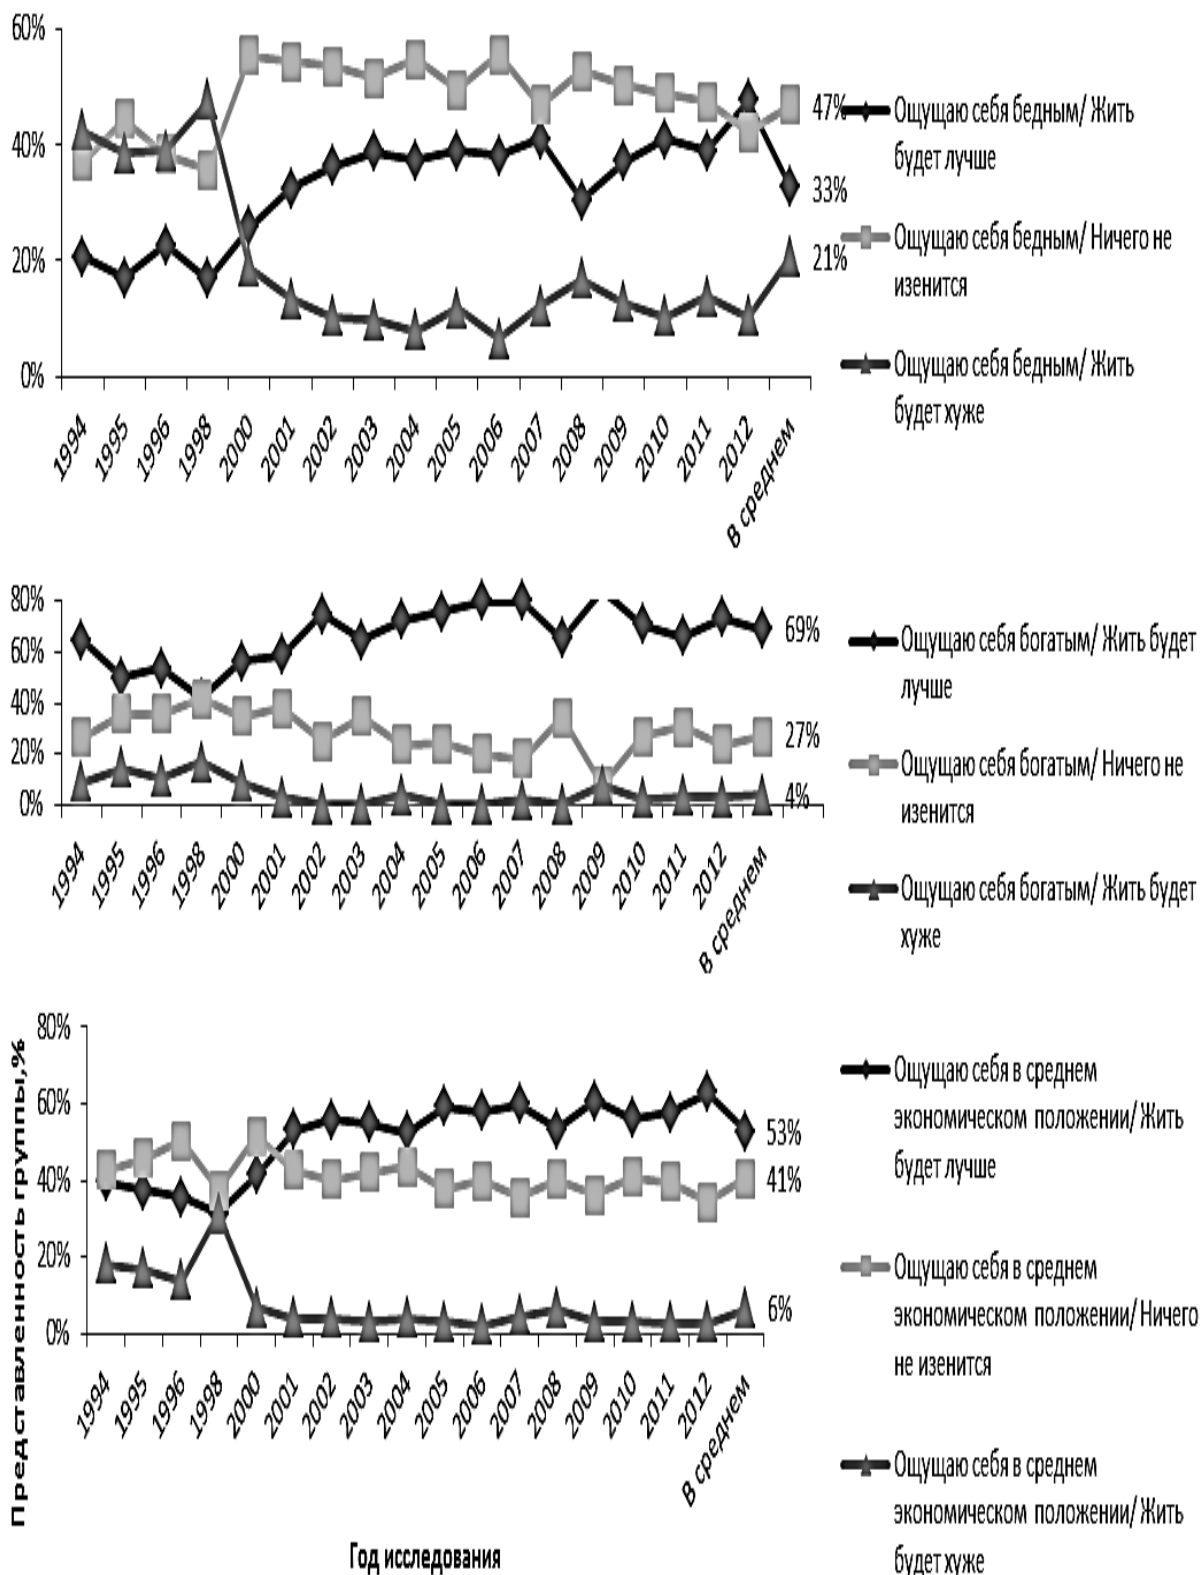 60%
40%
20%
0%
47%
33%
21%
1994
1995
1996
1998
2000
2001
2002
2003
2004
2005
2006
2007
2008
2009
2010
2011
2012
В среднем
Ощущаю себя бедным/ Жить
будет лучше
Ощущаю себя бедным/ Ничего не
изенится
Ощущаю себя бедным/ Жить
будет хуже
80%
60%
40%
20%
0%
69%
27%
4%
1994
1995
1996
1998
2000
2001
2002
2003
2004
2005
2006
2007
2008
2009
2010
2011
2012
В среднем
Ощущаю себя богатым/ Жить будет
лучше
Ощущаю себя богатым/ Ничего не
изенится
Ощущаю себя богатым/ Жить будет
хуже
Представленность группы,%
80%
60%
40%
20%
0%
53%
41%
6%
1994
1995
1996
1998
2000
2001
2002
2003
2004
2005
2006
2007
2008
2009
2010
2011
2012
В среднем
Год исследования
Ощущаю себя в среднем
экономическом положении/ Жить
будет лучше
Ощущаю себя в среднем
экономическом положении/ Ничего
не изенится
Ощущаю себя в среднем
экономическом положении/ Жить
будет хуже